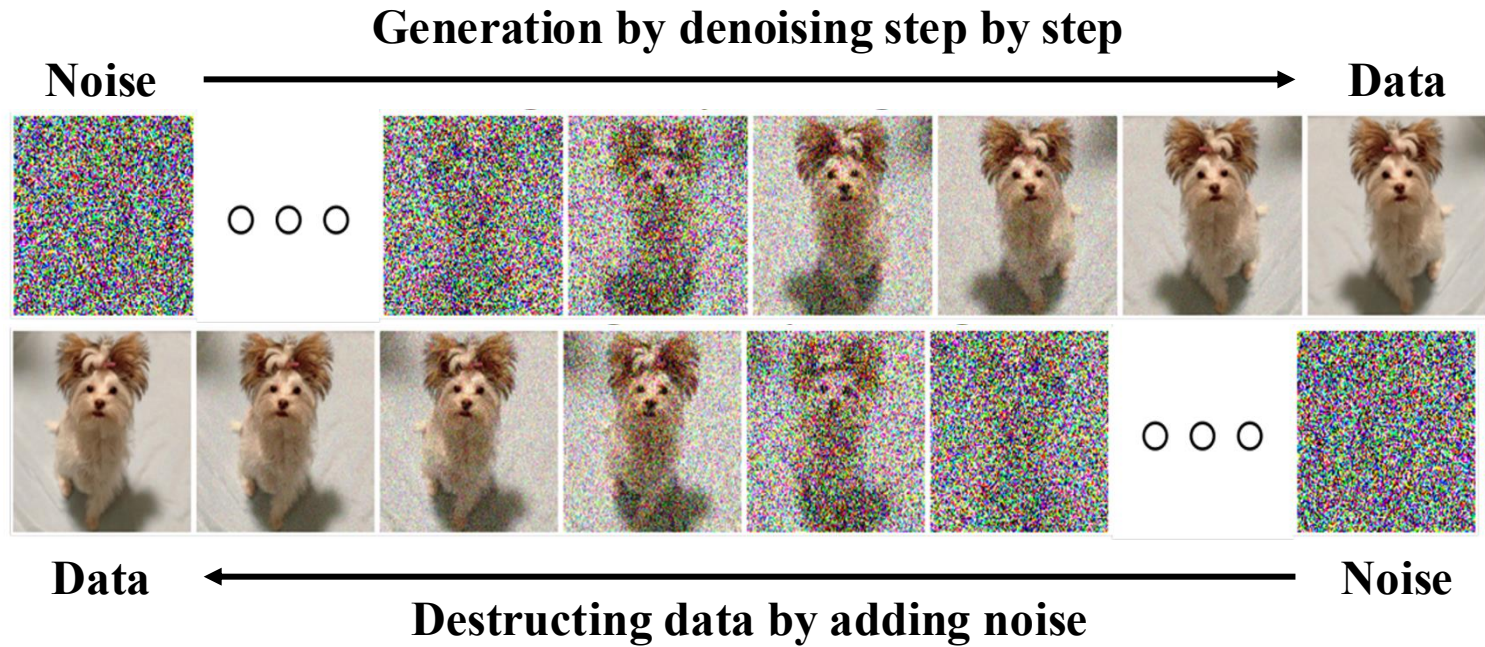 Generation by denoising step by step
Noise
Data
Data
Noise
Destructing data by adding noise